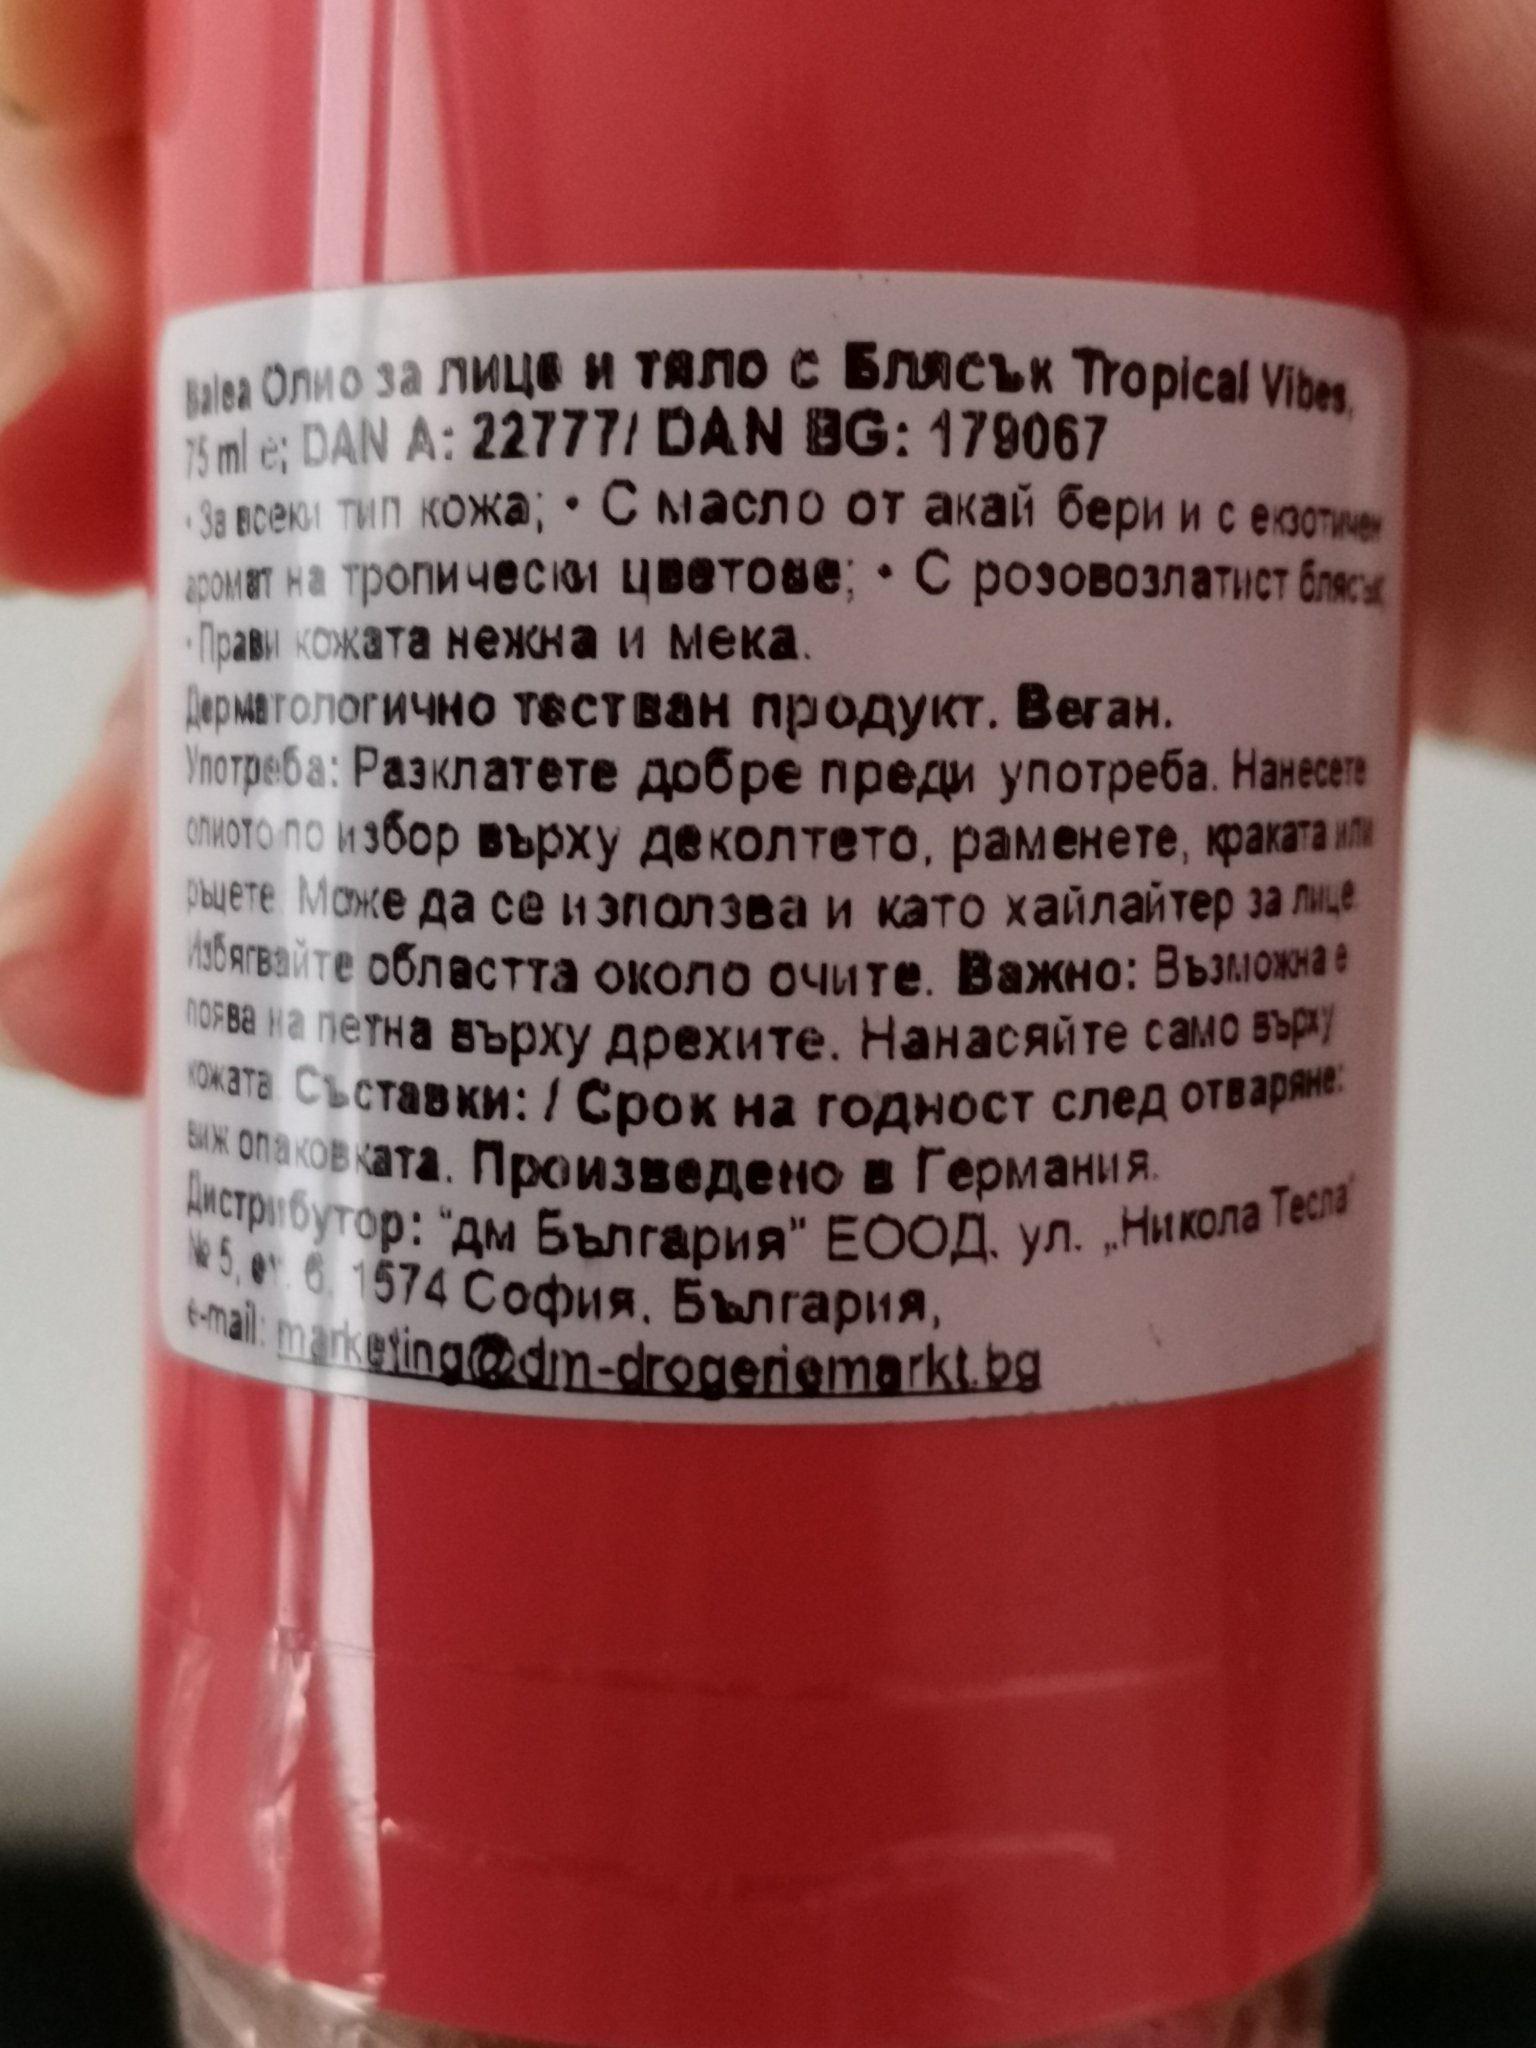 Balea Олио за лице и тяло с Блясък Tropical Vibes,
75 ml e; DAN A: 22777/ DAN BG: 179067
• За всеки тип кожа; • С масло от акай бери и с екзотичен
аромат на тропически цветове; • С розовозлатист блясък;
• Прави кожата нежна и мека.
Дерматологично тестван продукт. Веган.
Употреба: Разклатете добре преди употреба. Нанесете
олиото по избор върху деколтето, раменете, краката или
ръцете. Може да се използва и като хайлайтер за лице.
Избягвайте областта около очите. Важно: Възможна е
поява на петна върху дрехите. Нанасяйте само върху
кожата. Съставки: / Срок на годност след отваряне:
виж опаковката. Произведено в Германия.
Дистрибутор: "дм България" ЕООД, ул. „Никола Тесла"
№ 5, ет. 6, 1574 София, България,
e-mail: marketing@dm-drogeriemarkt.bg